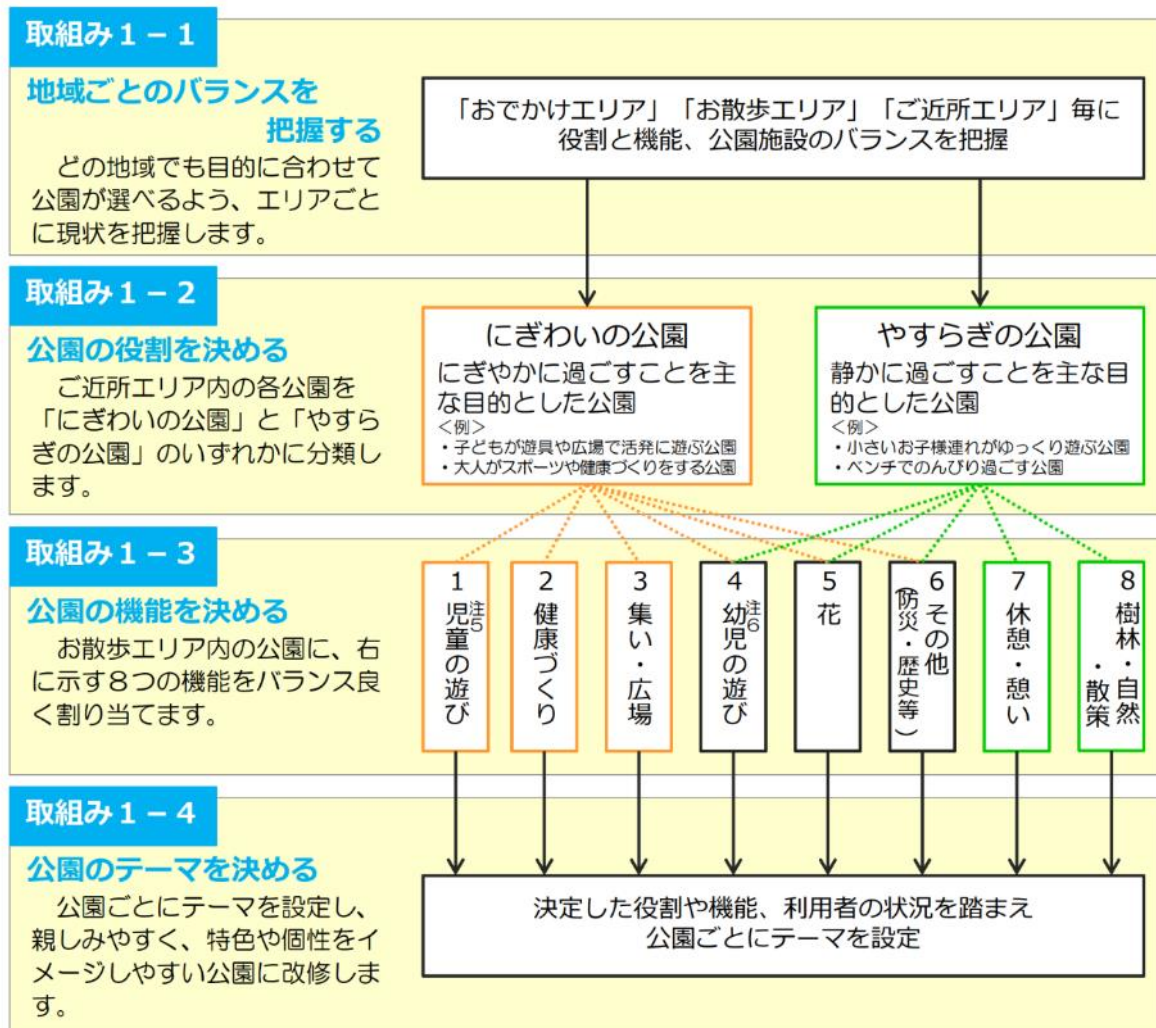 取組み１－１
地域ごとのバランスを
把握する
どの地域でも目的に合わせて
公園が選べるよう、エリアごと
に現状を把握します。
「おでかけエリア」「お散歩エリア」「ご近所エリア」毎に
役割と機能、公園施設のバランスを把握
取組み１－２
公園の役割を決める
ご近所エリア内の各公園を
「にぎわいの公園」と「やすら
ぎの公園」のいずれかに分類し
ます。
にぎわいの公園
にぎやかに過ごすことを主
な目的とした公園
＜例＞
・子どもが遊具や広場で活発に遊ぶ公園
・大人がスポーツや健康づくりをする公園
やすらぎの公園
静かに過ごすことを主な目
的とした公園
＜例＞
・小さいお子様連れがゆっくり遊ぶ公園
・ベンチでのんびり過ごす公園
取組み１－３
公園の機能を決める
お散歩エリア内の公園に、右
に示す８つの機能をバランス良
く割り当てます。
1 児童の遊び 注5
2 健康づくり
3 集い・広場
4 幼児の遊び 注6
5 花
6 その他
（防災・歴史等）
7 休憩・憩い
8 樹林・自然
・散策
取組み１－４
公園のテーマを決める
公園ごとにテーマを設定し、
親しみやすく、特色や個性をイ
メージしやすい公園に改修しま
す。
決定した役割や機能、利用者の状況を踏まえ
公園ごとにテーマを設定